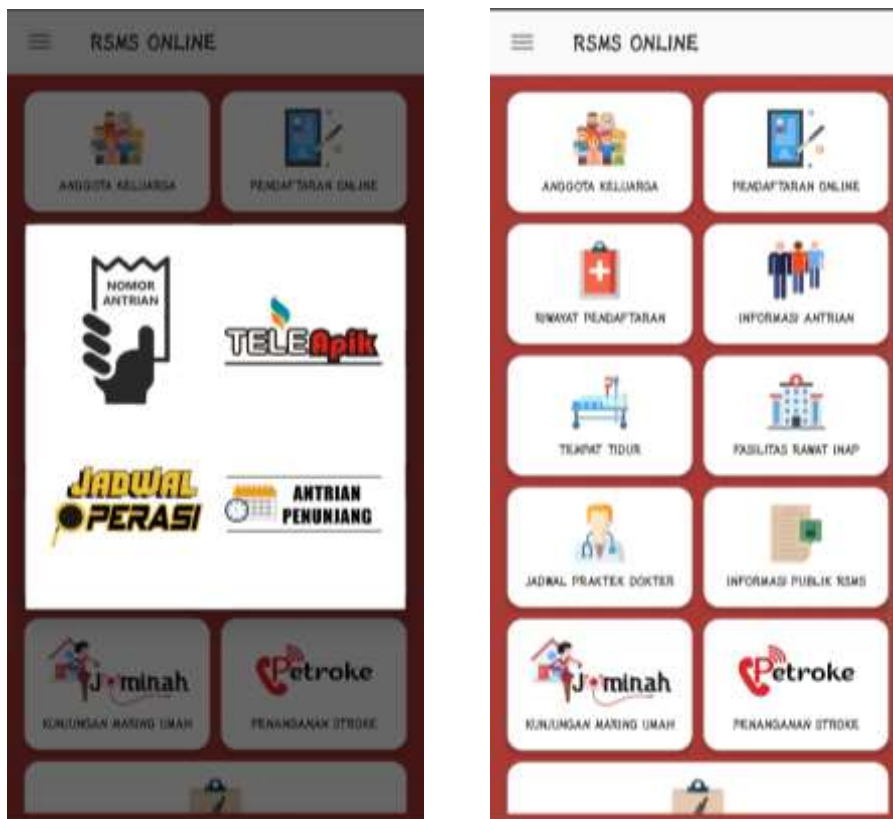 RSMS ONLINE
ANGGOTA KELUARGA
PENDAFTARAN ONLINE
NOMOR
ANTRIAN
TELE Apik
JADWAL
OPERASI
ANTRIAN
PENUNJANG
Jominah
KUNJUNGAN MARING UMAH
Petroke
PENANGANAN STROKE
RSMS ONLINE
ANGGOTA KELUARGA
PENDAFTARAN ONLINE
RIWAYAT PENDAFTARAN
INFORMASI ANTRIAN
TEMPAT TIDUR
FASILITAS RAWAT INAP
JADWAL PRAKTEK DOKTER
INFORMASI PUBLIK RSMS
Jominah
KUNJUNGAN MARING UMAH
Petroke
PENANGANAN STROKE